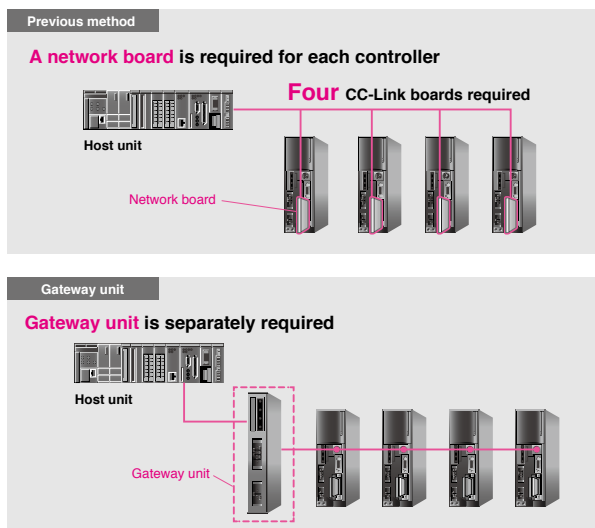 Previous method
A network board is required for each controller
Four CC-Link boards required
Host unit
Network board
Gateway unit
Gateway unit is separately required
Host unit
Gateway unit